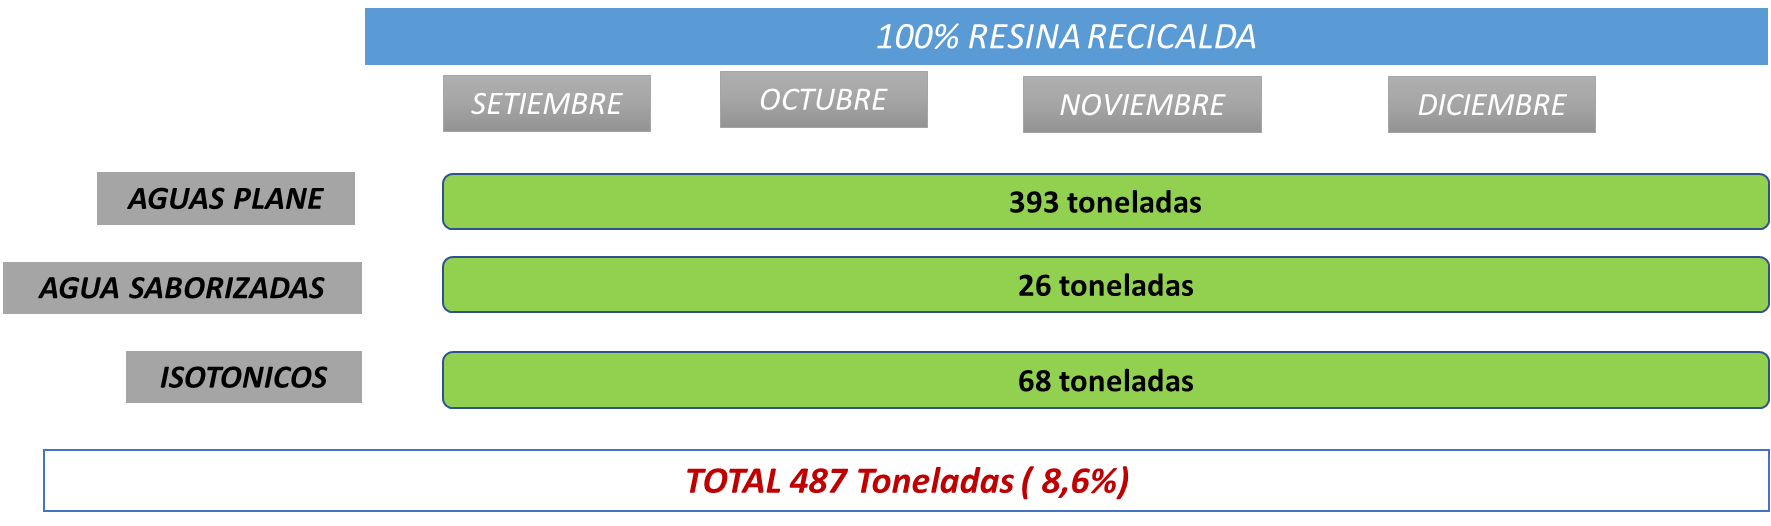 100% RESINA RECICALDA
SETIEMBRE
OCTUBRE
NOVIEMBRE
DICIEMBRE
AGUAS PLANE
393 toneladas
AGUA SABORIZADAS
26 toneladas
ISOTONICOS
68 toneladas
TOTAL 487 Toneladas ( 8,6%)